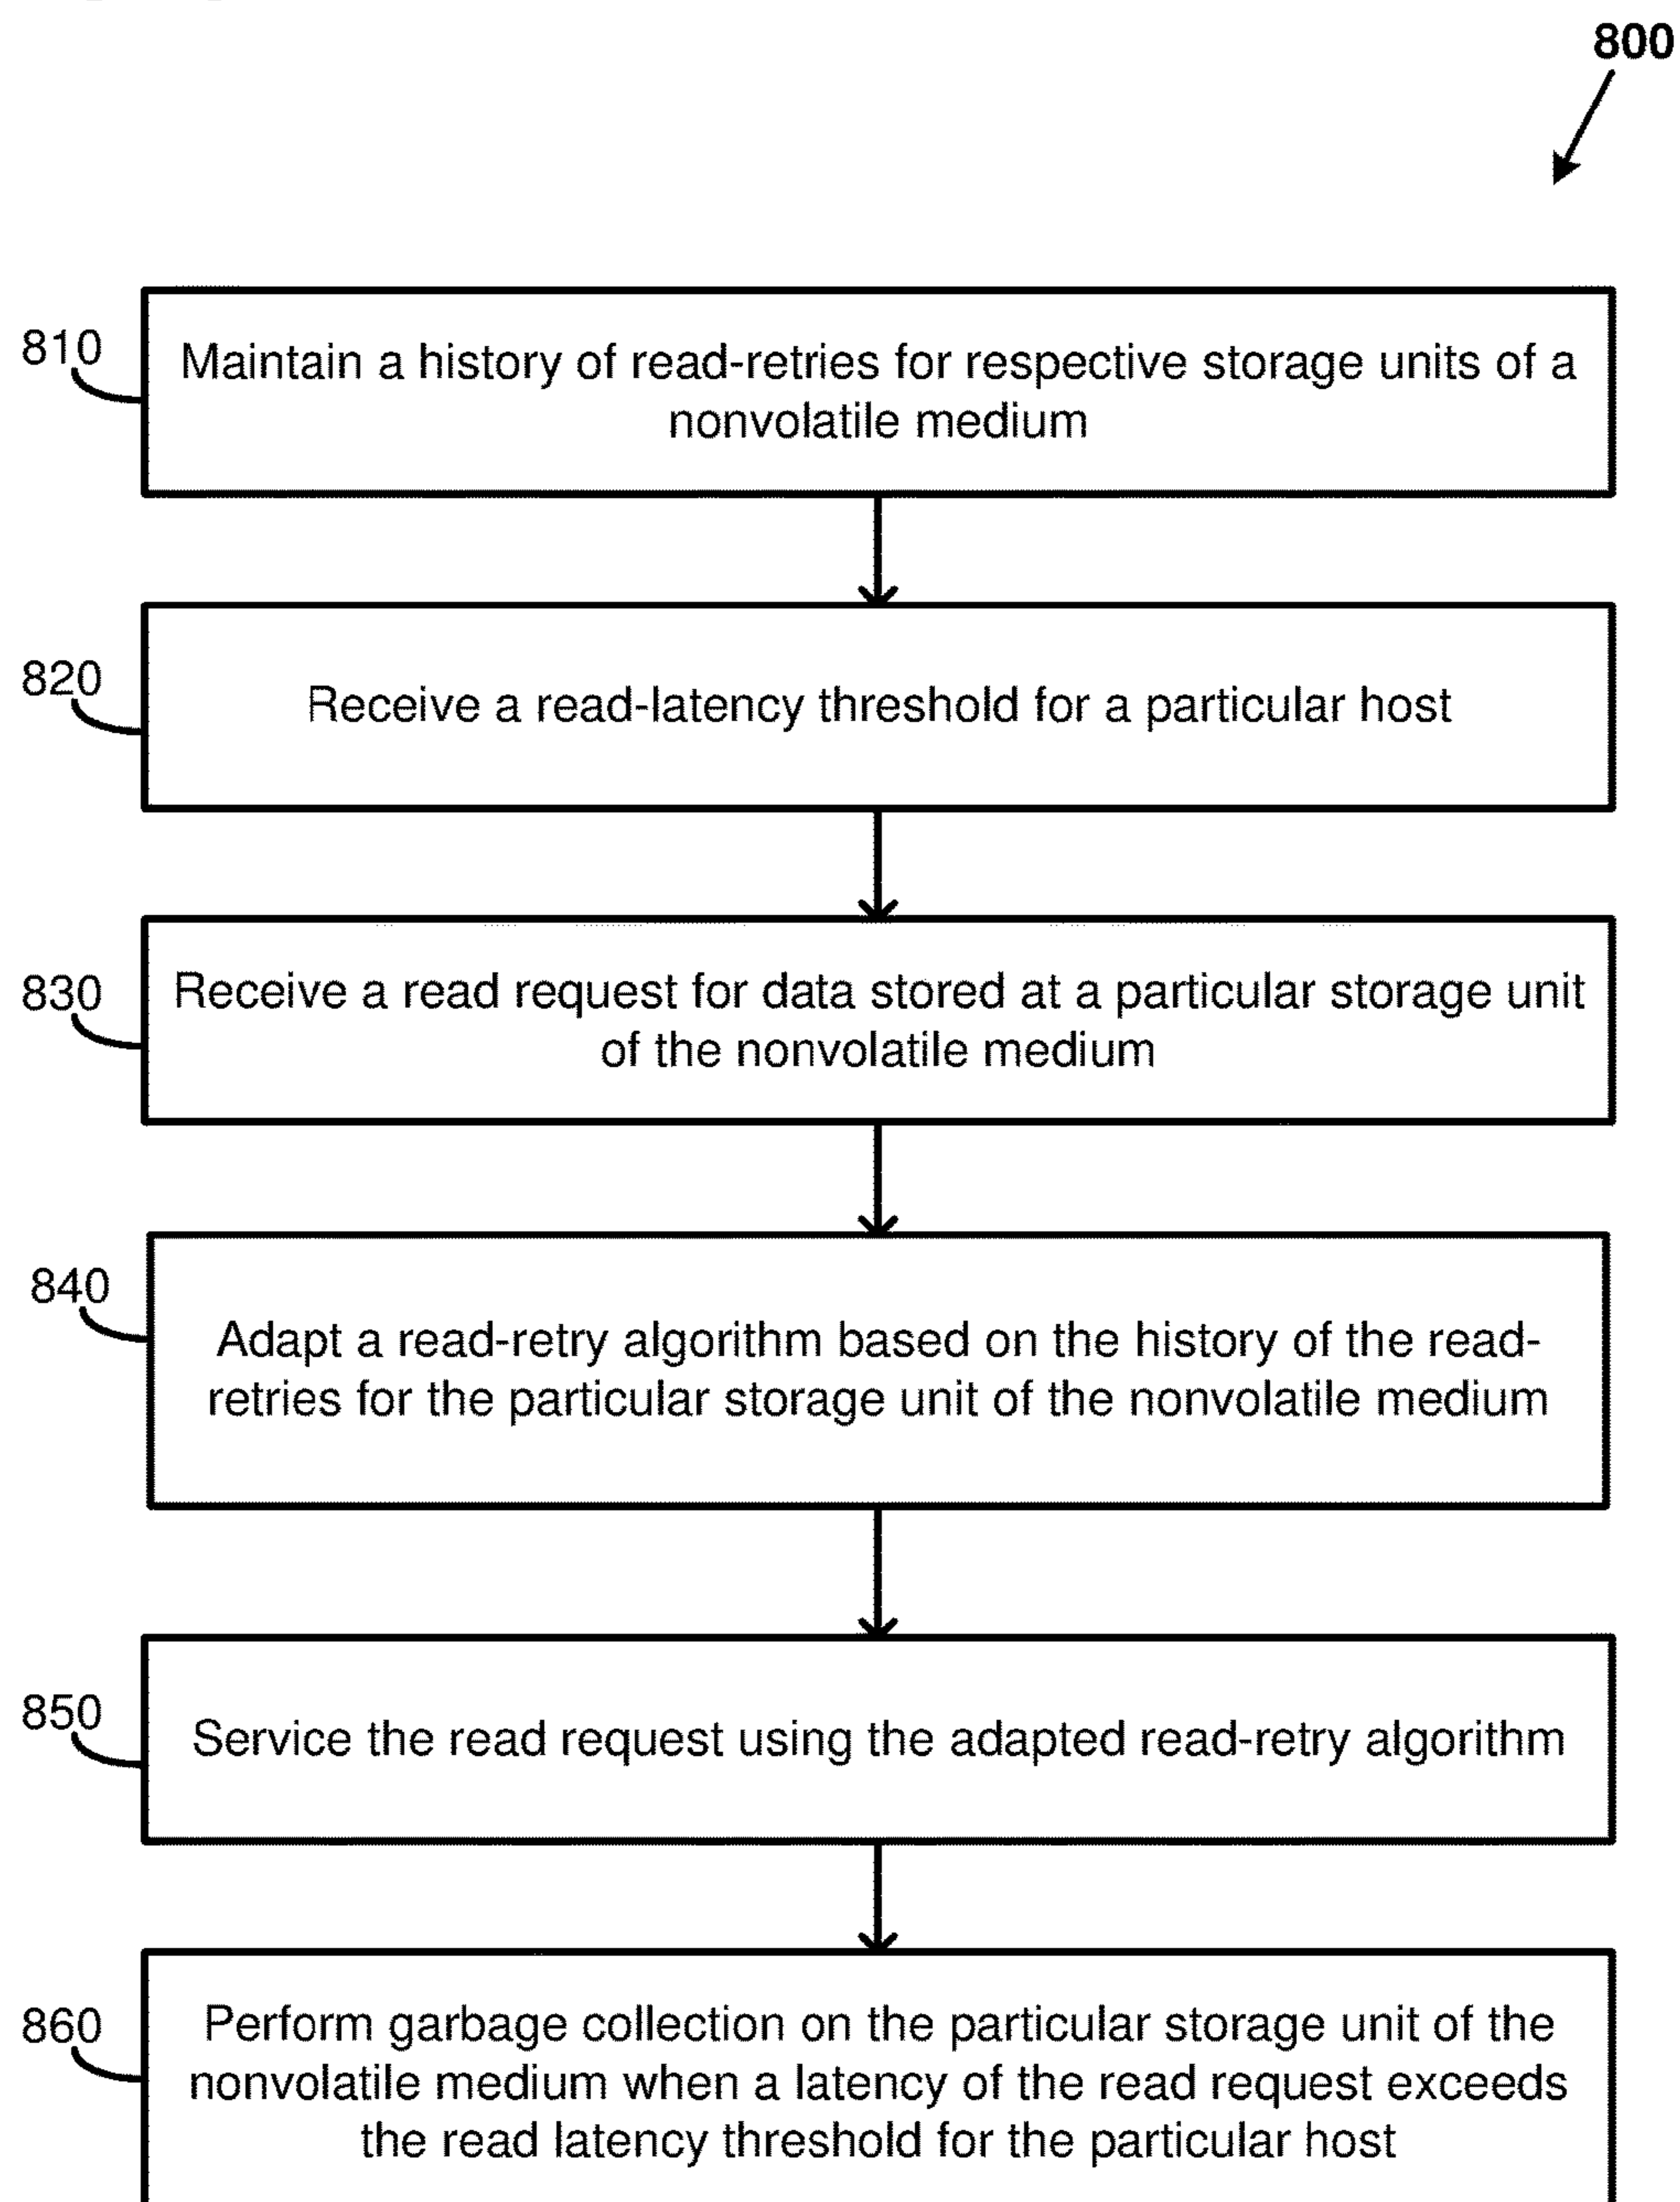 800
810
Maintain a history of read-retries for respective storage units of a
nonvolatile medium
820
Receive a read-latency threshold for a particular host
830
Receive a read request for data stored at a particular storage unit
of the nonvolatile medium
840
Adapt a read-retry algorithm based on the history of the read-
retries for the particular storage unit of the nonvolatile medium
850
Service the read request using the adapted read-retry algorithm
860
Perform garbage collection on the particular storage unit of the
nonvolatile medium when a latency of the read request exceeds
the read latency threshold for the particular host